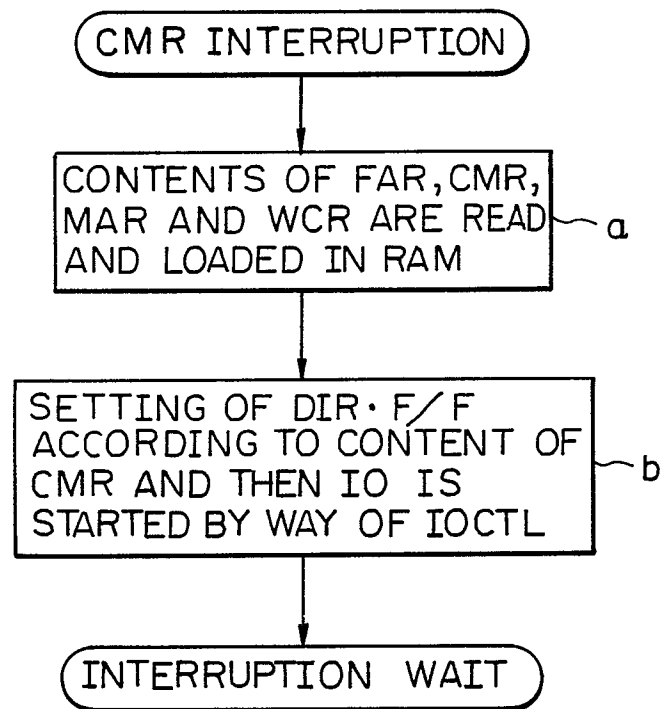 CMR INTERRUPTION
CONTENTS OF FAR, CMR,
MAR AND WCR ARE READ
AND LOADED IN RAM
a
SETTING OF DIR· F/F
ACCORDING TO CONTENT OF
CMR AND THEN IO IS
STARTED BY WAY OF IOCTL
b
INTERRUPTION WAIT